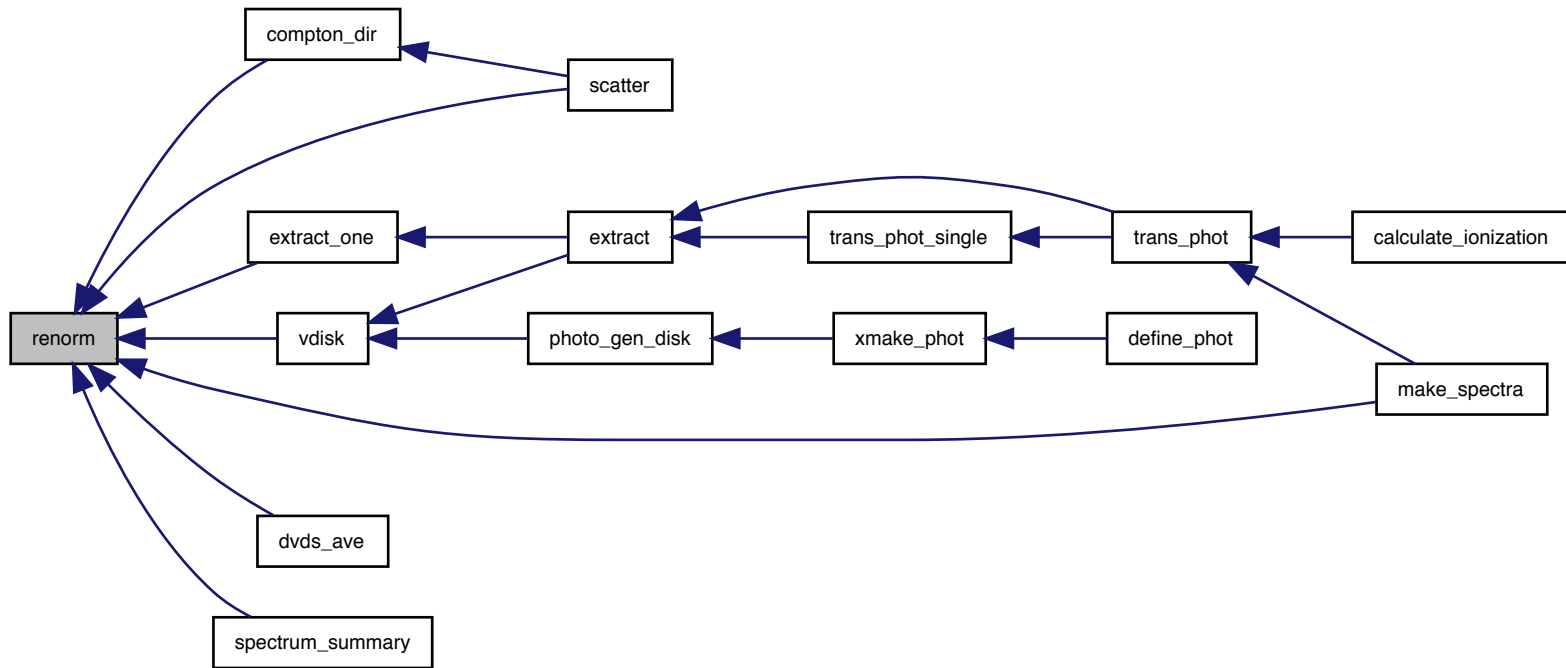 compton_dir
scatter
extract_one
extract
trans_phot_single
trans_phot
calculate_ionization
renorm
vdisk
photo_gen_disk
xmake_phot
define_phot
make_spectra
dvds_ave
spectrum_summary